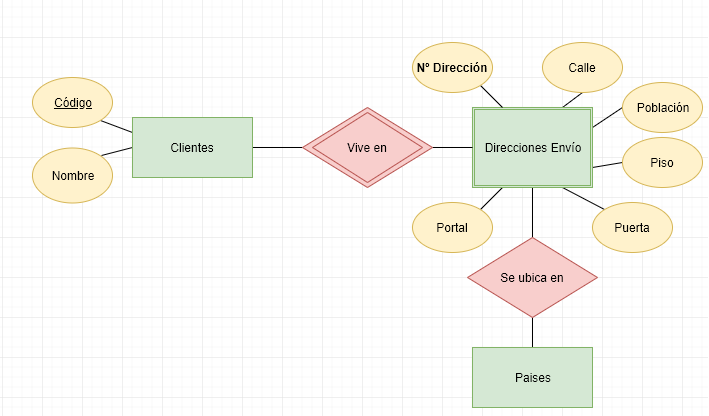 Nº Dirección
Calle
Código
Población
Clientes
Vive en
Direcciones Envío
Piso
Nombre
Portal
Puerta
Se ubica en
Paises